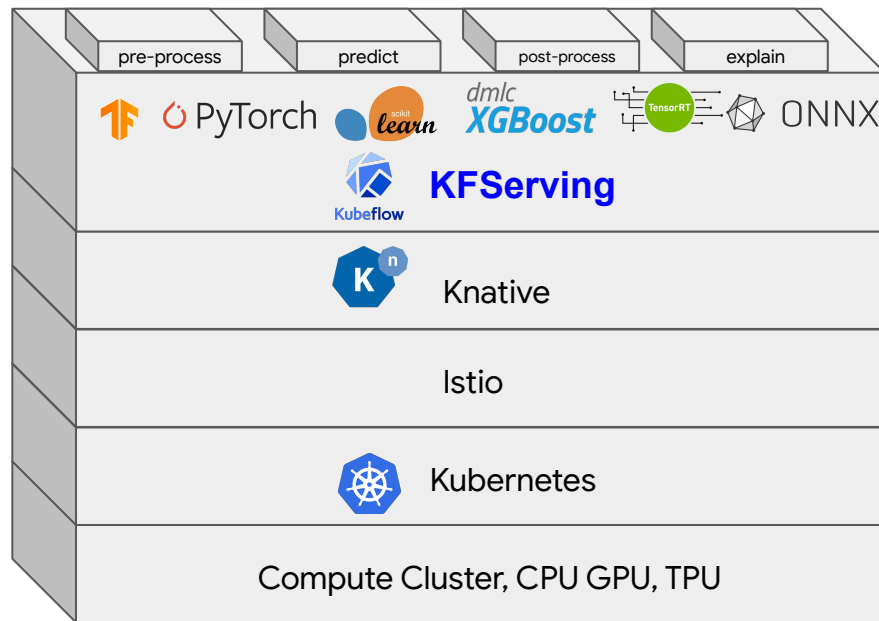 pre-process predict post-process explain
PyTorch scikit learn dmlc XGBoost TensorRT ONNX
Kubeflow KFServing
K n Knative
Istio
Kubernetes
Compute Cluster, CPU GPU, TPU